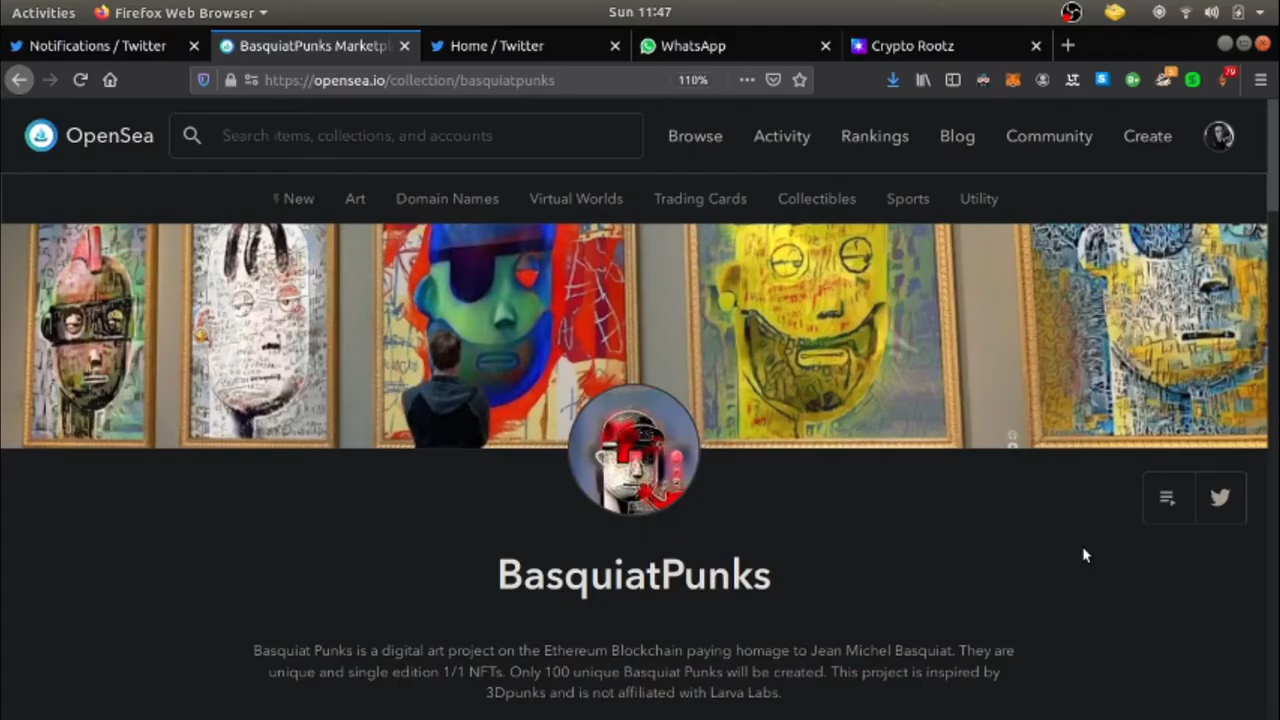 Activities Firefox Web Browser Sun 11:47
Notifications / Twitter BasquiatPunks Marketpl Home / Twitter WhatsApp Crypto Rootz
https://opensea.io/collection/basquiatpunks 110% 79
OpenSea Search items, collections, and accounts Browse Activity Rankings Blog Community Create
New Art Domain Names Virtual Worlds Trading Cards Collectibles Sports Utility
BasquiatPunks
Basquiat Punks is a digital art project on the Ethereum Blockchain paying homage to Jean Michel Basquiat. They are
unique and single edition 1/1 NFTs. Only 100 unique Basquiat Punks will be created. This project is inspired by
3Dpunks and is not affiliated with Larva Labs.